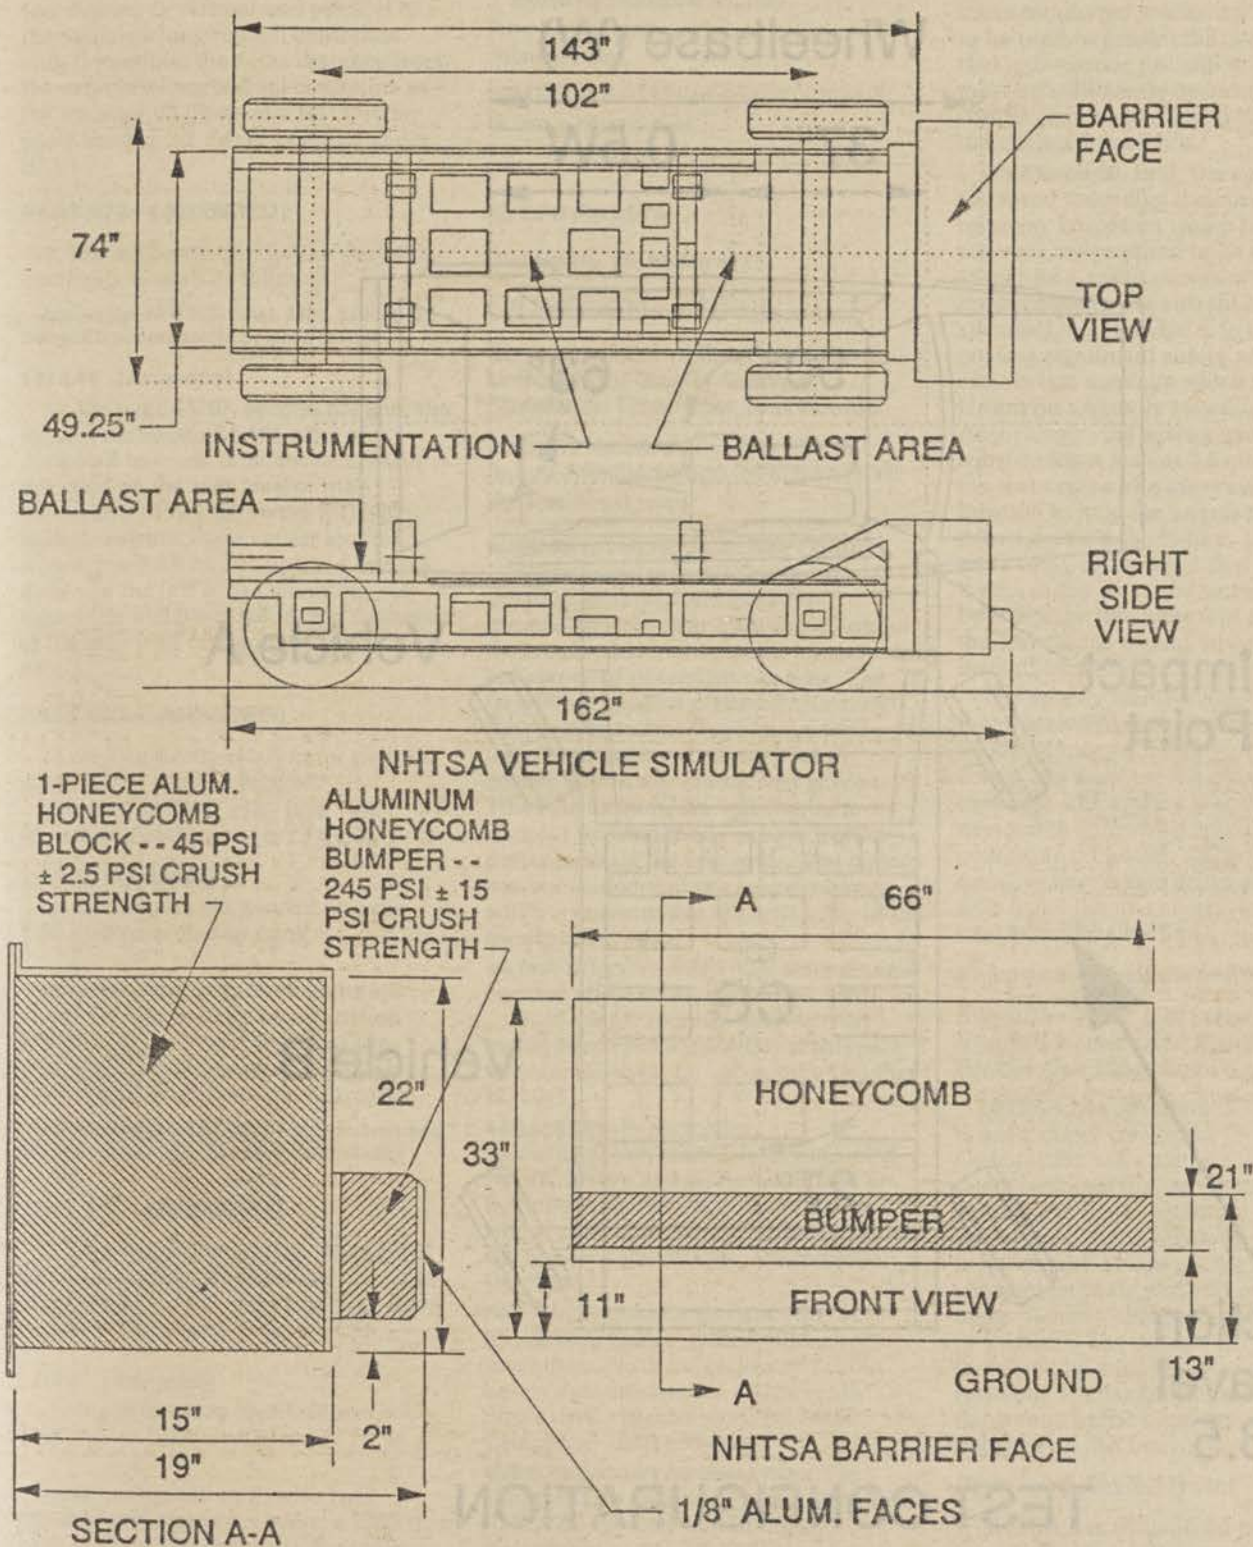 143"
102"
BARRIER
FACE
74"
TOP
VIEW
49.25"
INSTRUMENTATION
BALLAST AREA
BALLAST AREA
RIGHT
SIDE
VIEW
162"
NHTSA VEHICLE SIMULATOR
1-PIECE ALUM.
HONEYCOMB
BLOCK - - 45 PSI
± 2.5 PSI CRUSH
STRENGTH
ALUMINUM
HONEYCOMB
BUMPER - -
245 PSI ± 15
PSI CRUSH
STRENGTH
A
66"
22"
33"
HONEYCOMB
21"
BUMPER
11"
FRONT VIEW
13"
GROUND
A
15"
2"
19"
NHTSA BARRIER FACE
1/8" ALUM. FACES
SECTION A-A